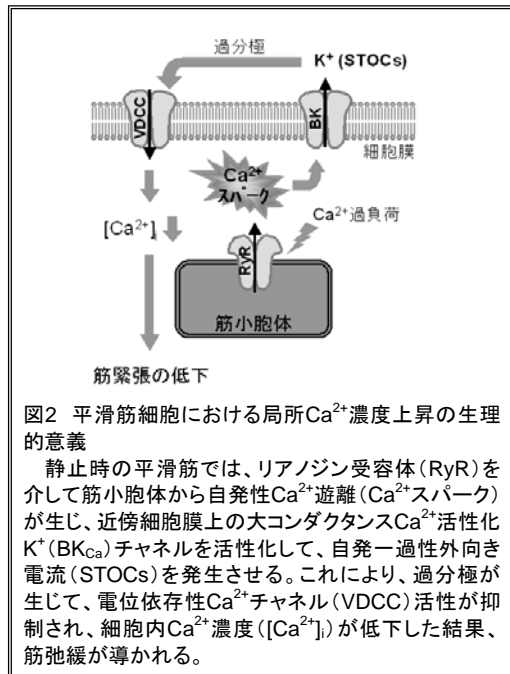 過分極
K⁺ (STOCs)
VDCC
BK
細胞膜
Ca²⁺
スパーク
[Ca²⁺]
Ca²⁺過負荷
RyR
筋小胞体
筋緊張の低下
図2 平滑筋細胞における局所Ca²⁺濃度上昇の生理
的意義
静止時の平滑筋では、リアノジン受容体(RyR)を
介して筋小胞体から自発性Ca²⁺遊離(Ca²⁺スパーク)
が生じ、近傍細胞膜上の大コンダクタンスCa²⁺活性化
K⁺(BK_Ca)チャネルを活性化して、自発一過性外向き
電流(STOCs)を発生させる。これにより、過分極が
生じて、電位依存性Ca²⁺チャネル(VDCC)活性が抑
制され、細胞内Ca²⁺濃度([Ca²⁺]ᵢ)が低下した結果、
筋弛緩が導かれる。